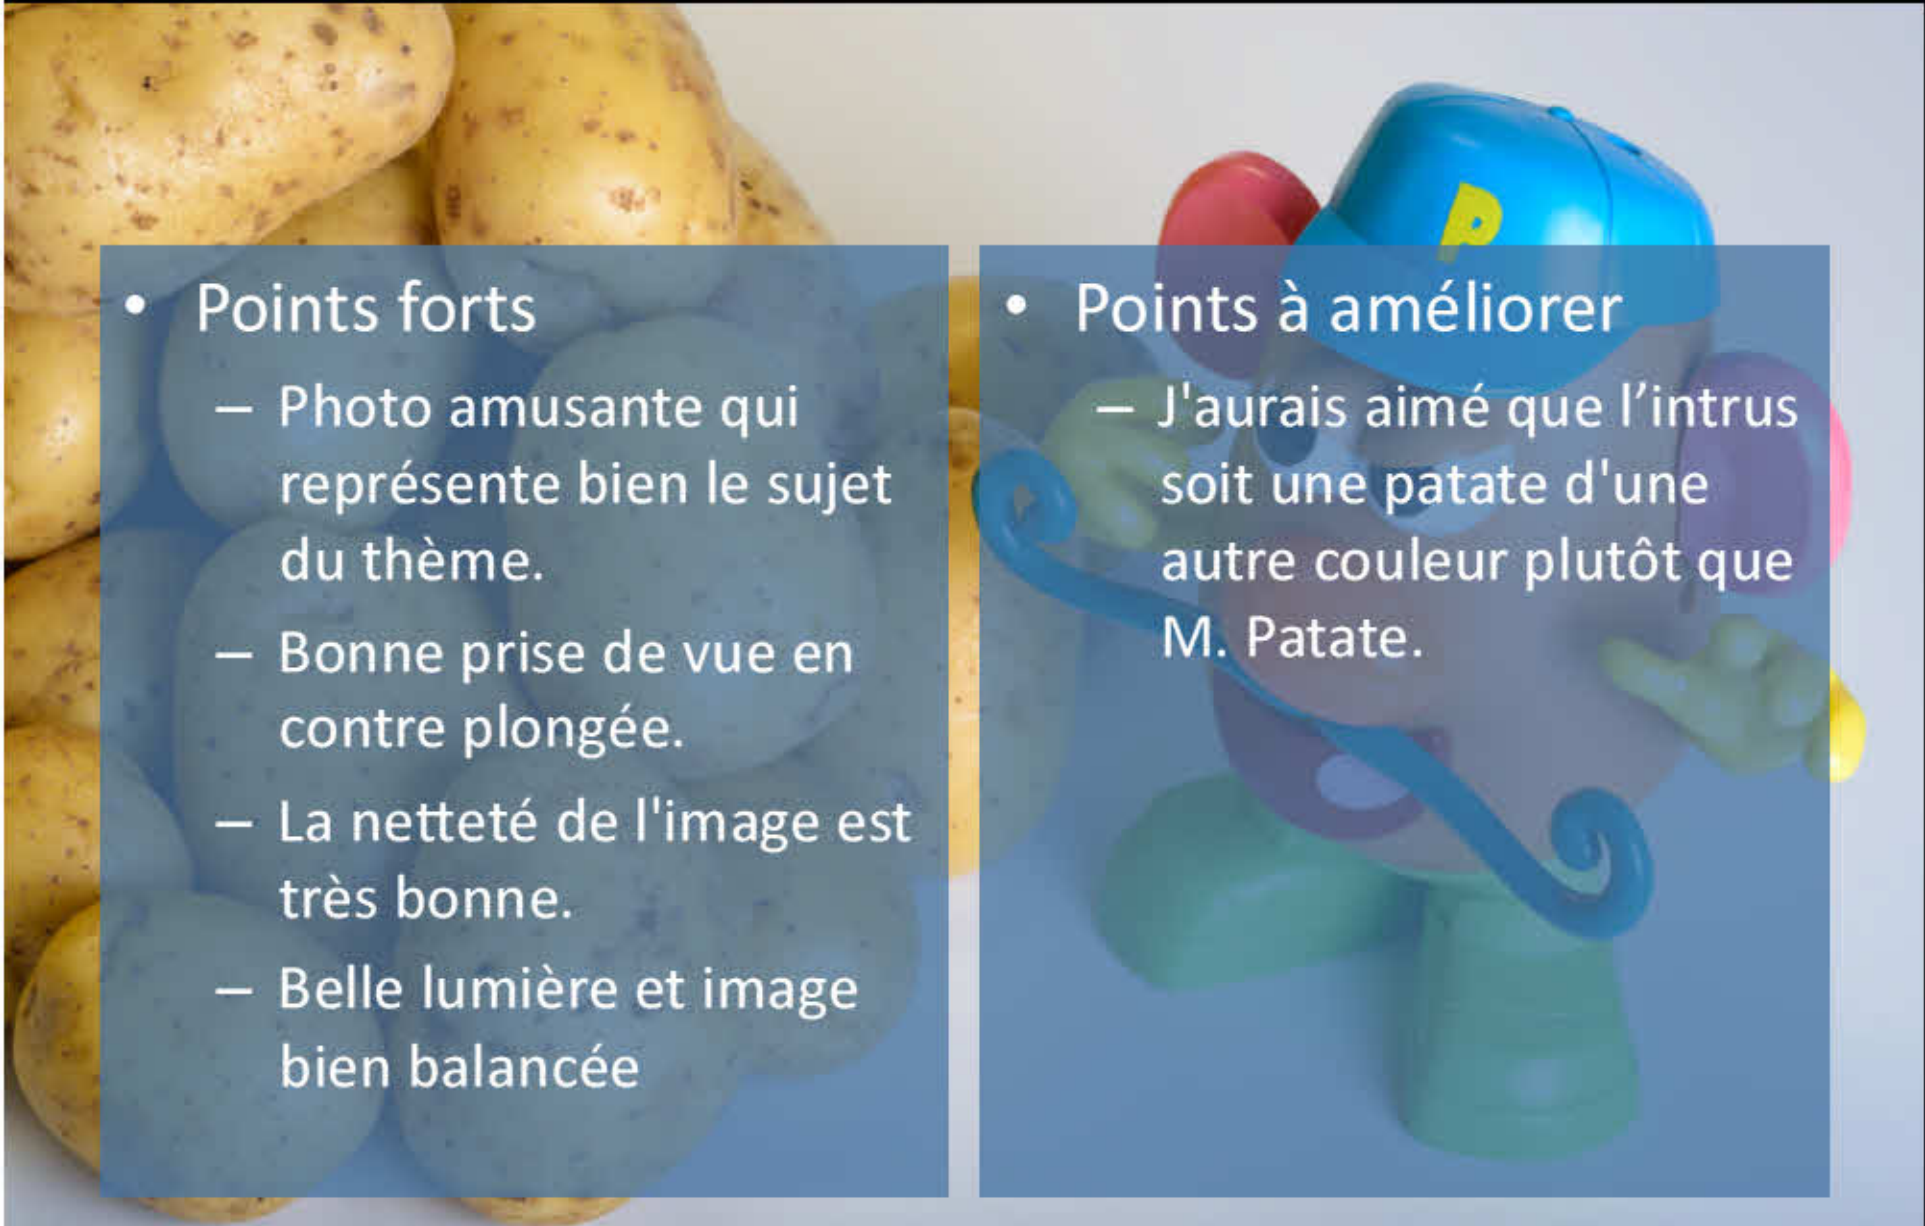 P
• Points forts
– Photo amusante qui
représente bien le sujet
du thème.
– Bonne prise de vue en
contre plongée.
– La netteté de l'image est
très bonne.
– Belle lumière et image
bien balancée
• Points à améliorer
– J'aurais aimé que l’intrus
soit une patate d'une
autre couleur plutôt que
M. Patate.